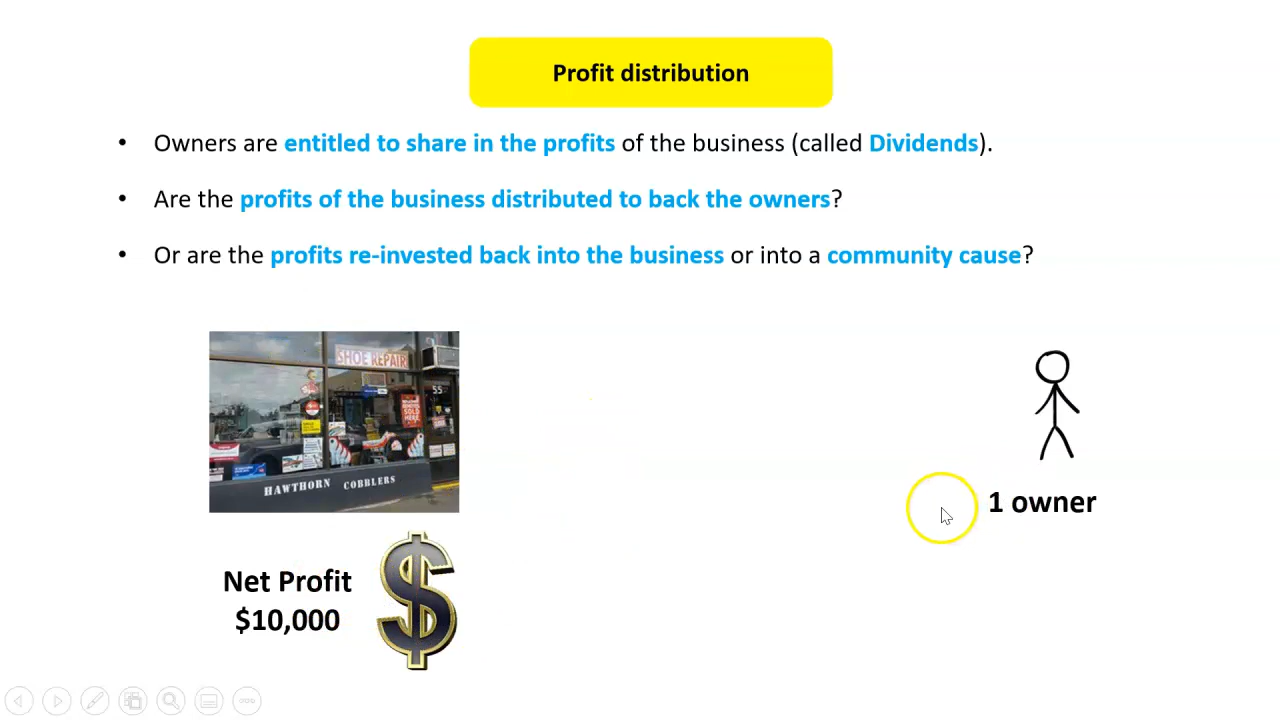 Profit distribution
• Owners are entitled to share in the profits of the business (called Dividends).
• Are the profits of the business distributed to back the owners?
• Or are the profits re-invested back into the business or into a community cause?
SHOE REPAIR
55
HAWTHORN COBBLERS
1 owner
Net Profit
$10,000
$